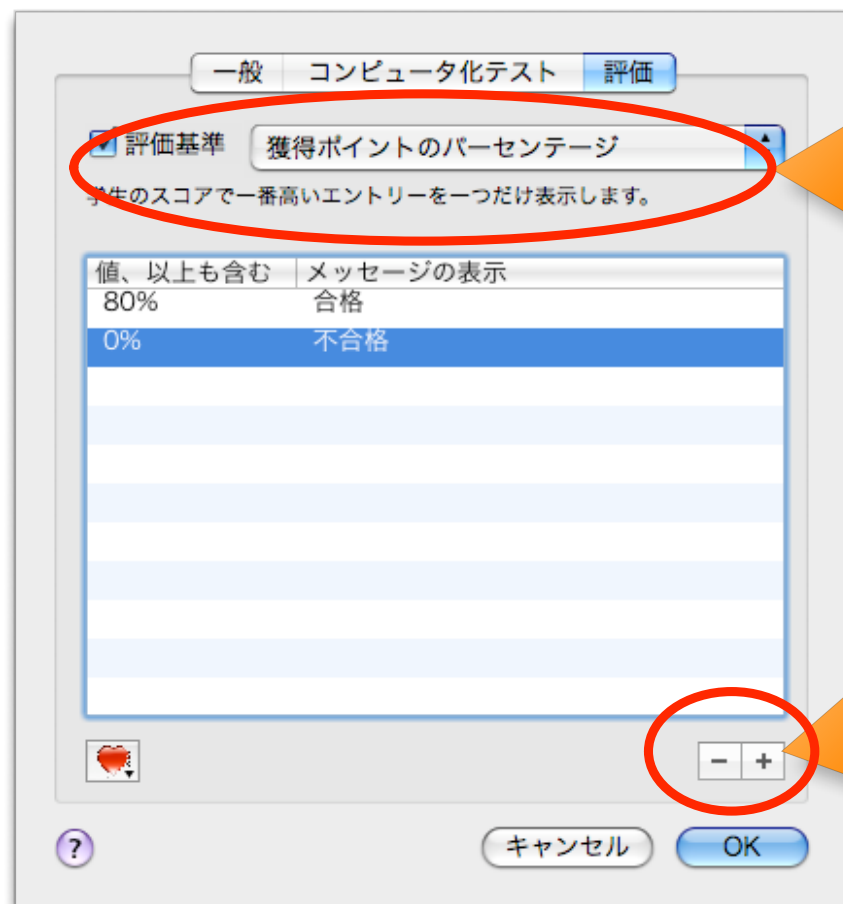 一般 コンピュータ化テスト 評価
評価基準 獲得ポイントのパーセンテージ
学生のスコアで一番高いエントリーを一つだけ表示します。
値、以上も含む メッセージの表示
80% 合格
0% 不合格
− +
? キャンセル OK